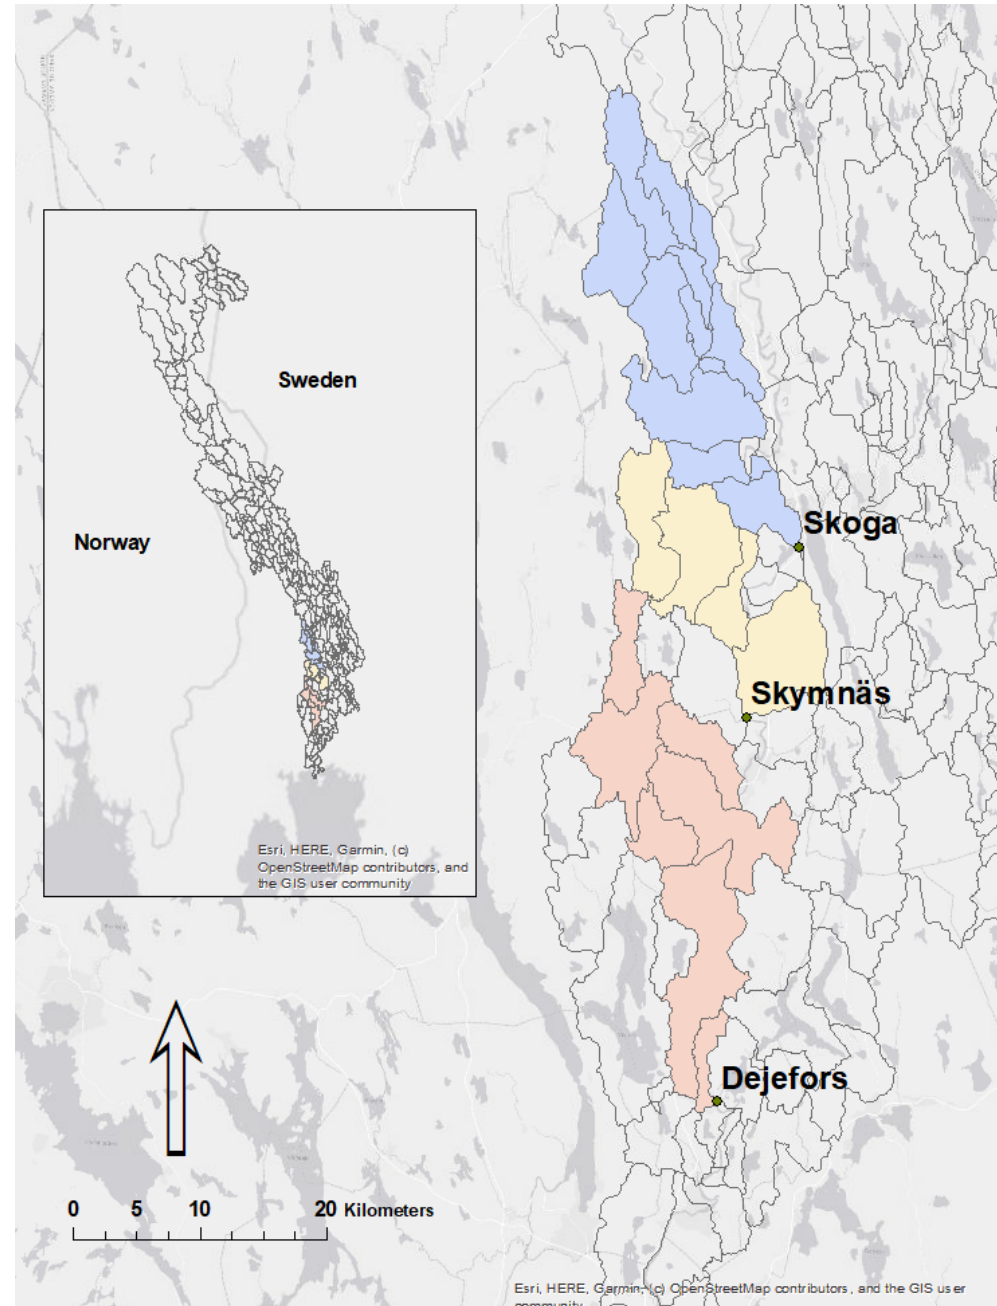 Sweden
Norway
Esri, HERE, Garmin, (c)
OpenStreetMap contributors, and
the GIS user community
Skoga
Skymnäs
Dejefors
0 5 10 20 Kilometers
Esri, HERE, Garmin, (c) OpenStreetMap contributors, and the GIS user
community